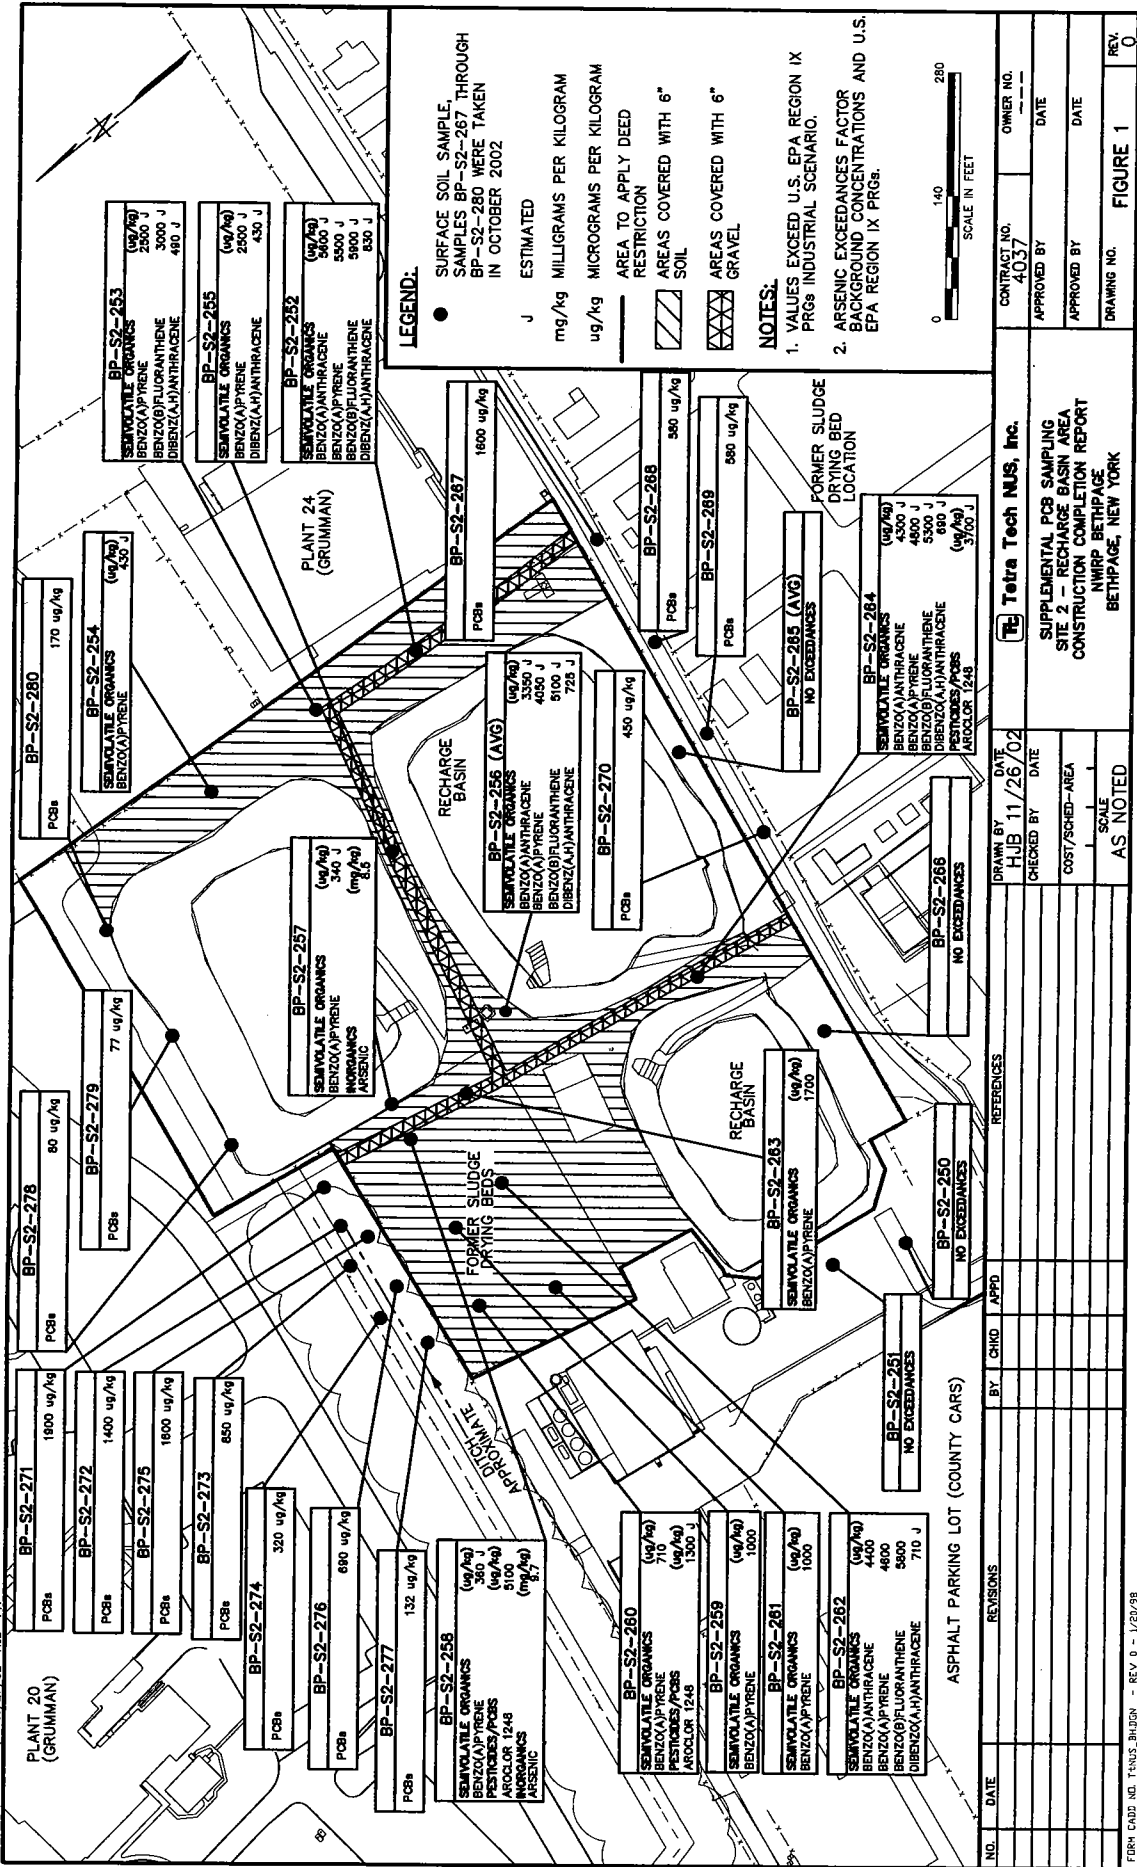 PLANT 20
(GRUMMAN)
BP-S2-271
PCBs 1900 ug/kg
BP-S2-272
PCBs 1400 ug/kg
BP-S2-275
PCBs 1600 ug/kg
BP-S2-273
PCBs 850 ug/kg
BP-S2-274
PCBs 320 ug/kg
BP-S2-276
PCBs 690 ug/kg
BP-S2-277
PCBs 132 ug/kg
BP-S2-258
SEMIVOLATILE ORGANICS (ug/kg)
BENZO(A)PYRENE 360 J
PESTICIDES/PCBS (ug/kg)
AROCLOR 1248 5100
INORGANICS (mg/kg)
ARSENIC 9.7
BP-S2-260
SEMIVOLATILE ORGANICS (ug/kg)
BENZO(A)PYRENE 710
PESTICIDES/PCBS (ug/kg)
AROCLOR 1248 1300 J
BP-S2-259
SEMIVOLATILE ORGANICS (ug/kg)
BENZO(A)PYRENE 1000
BP-S2-261
SEMIVOLATILE ORGANICS (ug/kg)
BENZO(A)PYRENE 1000
BP-S2-262
SEMIVOLATILE ORGANICS (ug/kg)
BENZO(A)ANTHRACENE 4400
BENZO(A)PYRENE 4600
BENZO(B)FLUORANTHENE 5800
DIBENZO(A,H)ANTHRACENE 710 J
ASPHALT PARKING LOT (COUNTY CARS)
BP-S2-278
PCBs 80 ug/kg
BP-S2-279
PCBs 77 ug/kg
BP-S2-280
PCBs 170 ug/kg
BP-S2-254
SEMIVOLATILE ORGANICS (ug/kg)
BENZO(A)PYRENE 430 J
BP-S2-253
SEMIVOLATILE ORGANICS (ug/kg)
BENZO(A)PYRENE 2500 J
BENZO(B)FLUORANTHENE 3000 J
DIBENZ(A,H)ANTHRACENE 490 J
BP-S2-255
SEMIVOLATILE ORGANICS (ug/kg)
BENZO(A)PYRENE 2500 J
DIBENZ(A,H)ANTHRACENE 430 J
BP-S2-252
SEMIVOLATILE ORGANICS (ug/kg)
BENZO(A)ANTHRACENE 5600 J
BENZO(A)PYRENE 5500 J
BENZO(B)FLUORANTHENE 5900 J
DIBENZ(A,H)ANTHRACENE 830 J
PLANT 24
(GRUMMAN)
BP-S2-257
SEMIVOLATILE ORGANICS (ug/kg)
BENZO(A)PYRENE 340 J
INORGANICS (mg/kg)
ARSENIC 8.5
RECHARGE
BASIN
BP-S2-256 (AVG)
SEMIVOLATILE ORGANICS (ug/kg)
BENZO(A)ANTHRACENE 3350 J
BENZO(A)PYRENE 4050 J
BENZO(B)FLUORANTHENE 5100 J
DIBENZ(A,H)ANTHRACENE 725 J
BP-S2-267
PCBs 1600 ug/kg
BP-S2-270
PCBs 450 ug/kg
BP-S2-268
PCBs 580 ug/kg
BP-S2-269
PCBs 580 ug/kg
FORMER SLUDGE
DRYING BED
LOCATION
BP-S2-265 (AVG)
NO EXCEEDANCES
BP-S2-264
SEMIVOLATILE ORGANICS (ug/kg)
BENZO(A)ANTHRACENE 4300 J
BENZO(A)PYRENE 4800 J
BENZO(B)FLUORANTHENE 5300 J
DIBENZO(A,H)ANTHRACENE 690 J
PESTICIDES/PCBS (ug/kg)
AROCLOR 1248 3700 J
BP-S2-266
NO EXCEEDANCES
FORMER SLUDGE
DRYING BEDS
DITCH
APPROXIMATE
RECHARGE
BASIN
BP-S2-263
SEMIVOLATILE ORGANICS (ug/kg)
BENZO(A)PYRENE 1700
BP-S2-250
NO EXCEEDANCES
BP-S2-251
NO EXCEEDANCES
LEGEND:
SURFACE SOIL SAMPLE,
SAMPLES BP-S2-267 THROUGH
BP-S2-280 WERE TAKEN
IN OCTOBER 2002
J ESTIMATED
mg/kg MILLIGRAMS PER KILOGRAM
ug/kg MICROGRAMS PER KILOGRAM
AREA TO APPLY DEED
RESTRICTION
AREAS COVERED WITH 6"
SOIL
AREAS COVERED WITH 6"
GRAVEL
NOTES:
1. VALUES EXCEED U.S. EPA REGION IX
PRGs INDUSTRIAL SCENARIO.
2. ARSENIC EXCEEDANCES FACTOR
BACKGROUND CONCENTRATIONS AND U.S.
EPA REGION IX PRGs.
0 140 280
SCALE IN FEET
NO. DATE REVISIONS BY CHKD APPD REFERENCES
DRAWN BY DATE
HJB 11/26/02
CHECKED BY DATE
COST/SCHED-AREA
SCALE
AS NOTED
Tt Tetra Tech NUS, Inc.
SUPPLEMENTAL PCB SAMPLING
SITE 2 - RECHARGE BASIN AREA
CONSTRUCTION COMPLETION REPORT
NWIRP BETHPAGE
BETHPAGE, NEW YORK
CONTRACT NO.
4037
OWNER NO.
---
APPROVED BY DATE
APPROVED BY DATE
DRAWING NO.
FIGURE 1
REV.
0
FORM CADD NO. TtNUS_BH.DGN - REV 0 - 1/20/98